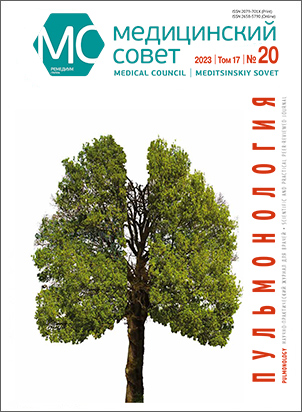 ISSN 2079-701X (Print)
ISSN 2658-5790 (Online)
МС
РЕМЕДИУМ
ГРУППА
медицинский
совет
2023 | Том 17 | № 20
MEDICAL COUNCIL | MEDITSINSKIY SOVET
ПУЛЬМОНОЛОГИЯ
PULMONOLOGY НАУЧНО-ПРАКТИЧЕСКИЙ ЖУРНАЛ ДЛЯ ВРАЧЕЙ • SCIENTIFIC AND PRACTICAL PEER-REVIEWED JOURNAL